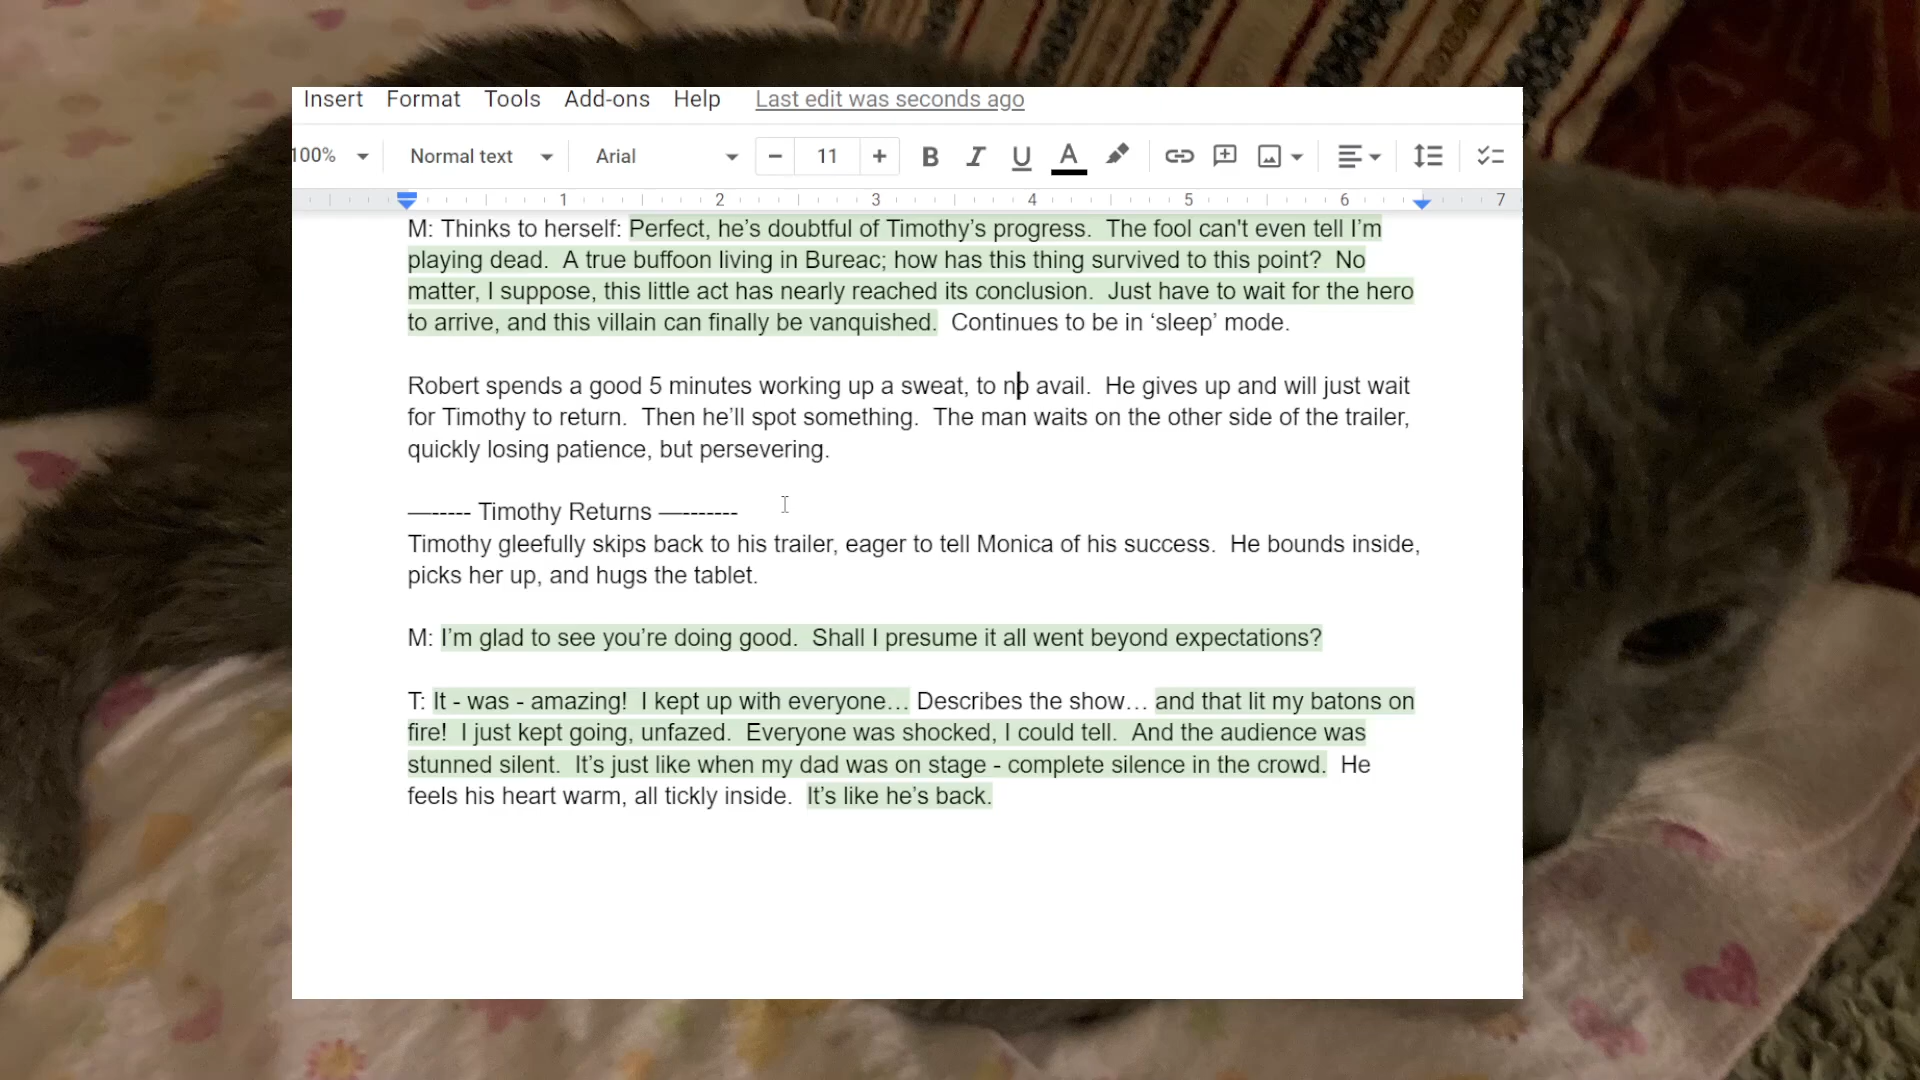 Insert Format Tools Add-ons Help Last edit was seconds ago
100% Normal text Arial − 11 + B I U A
1 2 3 4 5 6 7
M: Thinks to herself: Perfect, he’s doubtful of Timothy’s progress.  The fool can't even tell I’m
playing dead.  A true buffoon living in Bureac; how has this thing survived to this point?  No
matter, I suppose, this little act has nearly reached its conclusion.  Just have to wait for the hero
to arrive, and this villain can finally be vanquished.  Continues to be in ‘sleep’ mode.
Robert spends a good 5 minutes working up a sweat, to no avail.  He gives up and will just wait
for Timothy to return.  Then he’ll spot something.  The man waits on the other side of the trailer,
quickly losing patience, but persevering.
—----- Timothy Returns —-------
Timothy gleefully skips back to his trailer, eager to tell Monica of his success.  He bounds inside,
picks her up, and hugs the tablet.
M: I’m glad to see you’re doing good.  Shall I presume it all went beyond expectations?
T: It - was - amazing!  I kept up with everyone… Describes the show… and that lit my batons on
fire!  I just kept going, unfazed.  Everyone was shocked, I could tell.  And the audience was
stunned silent.  It’s just like when my dad was on stage - complete silence in the crowd.  He
feels his heart warm, all tickly inside.  It’s like he’s back.